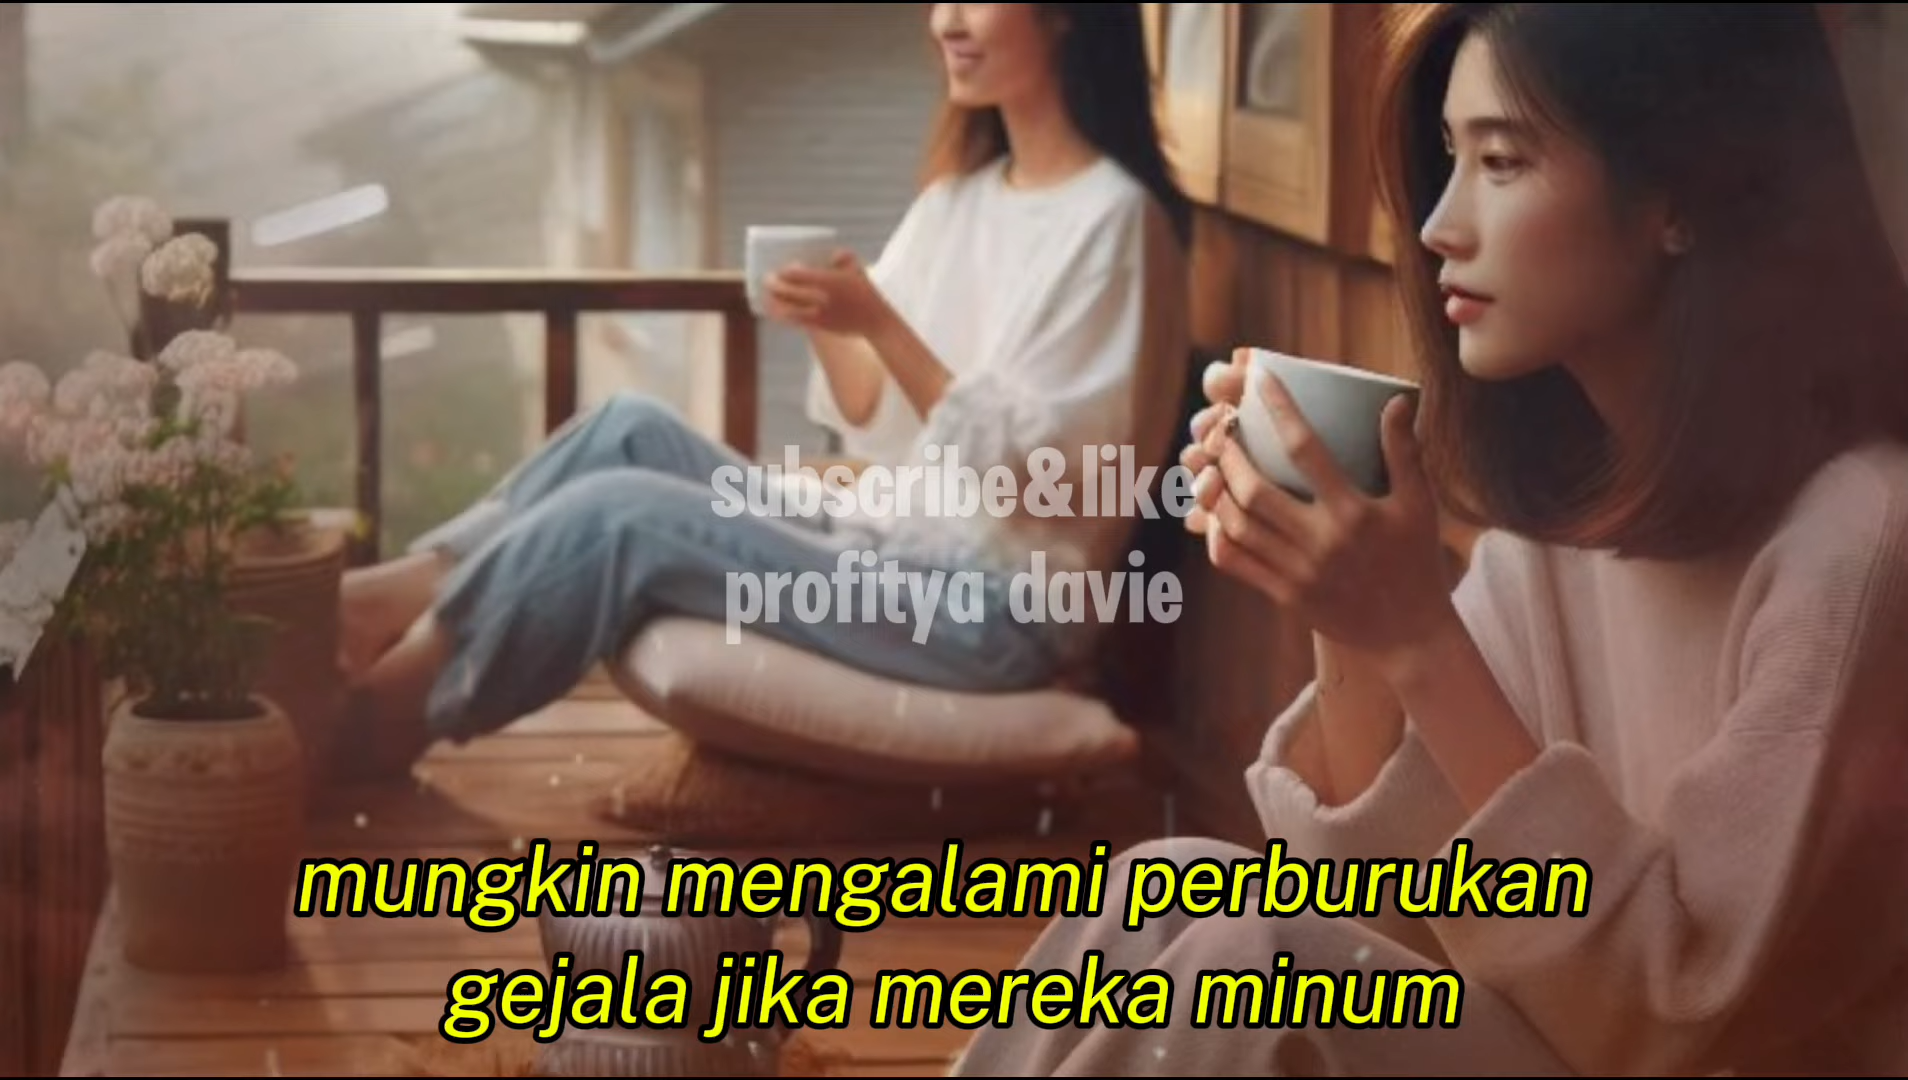 subscribe&like
profitya davie
mungkin mengalami perburukan
gejala jika mereka minum